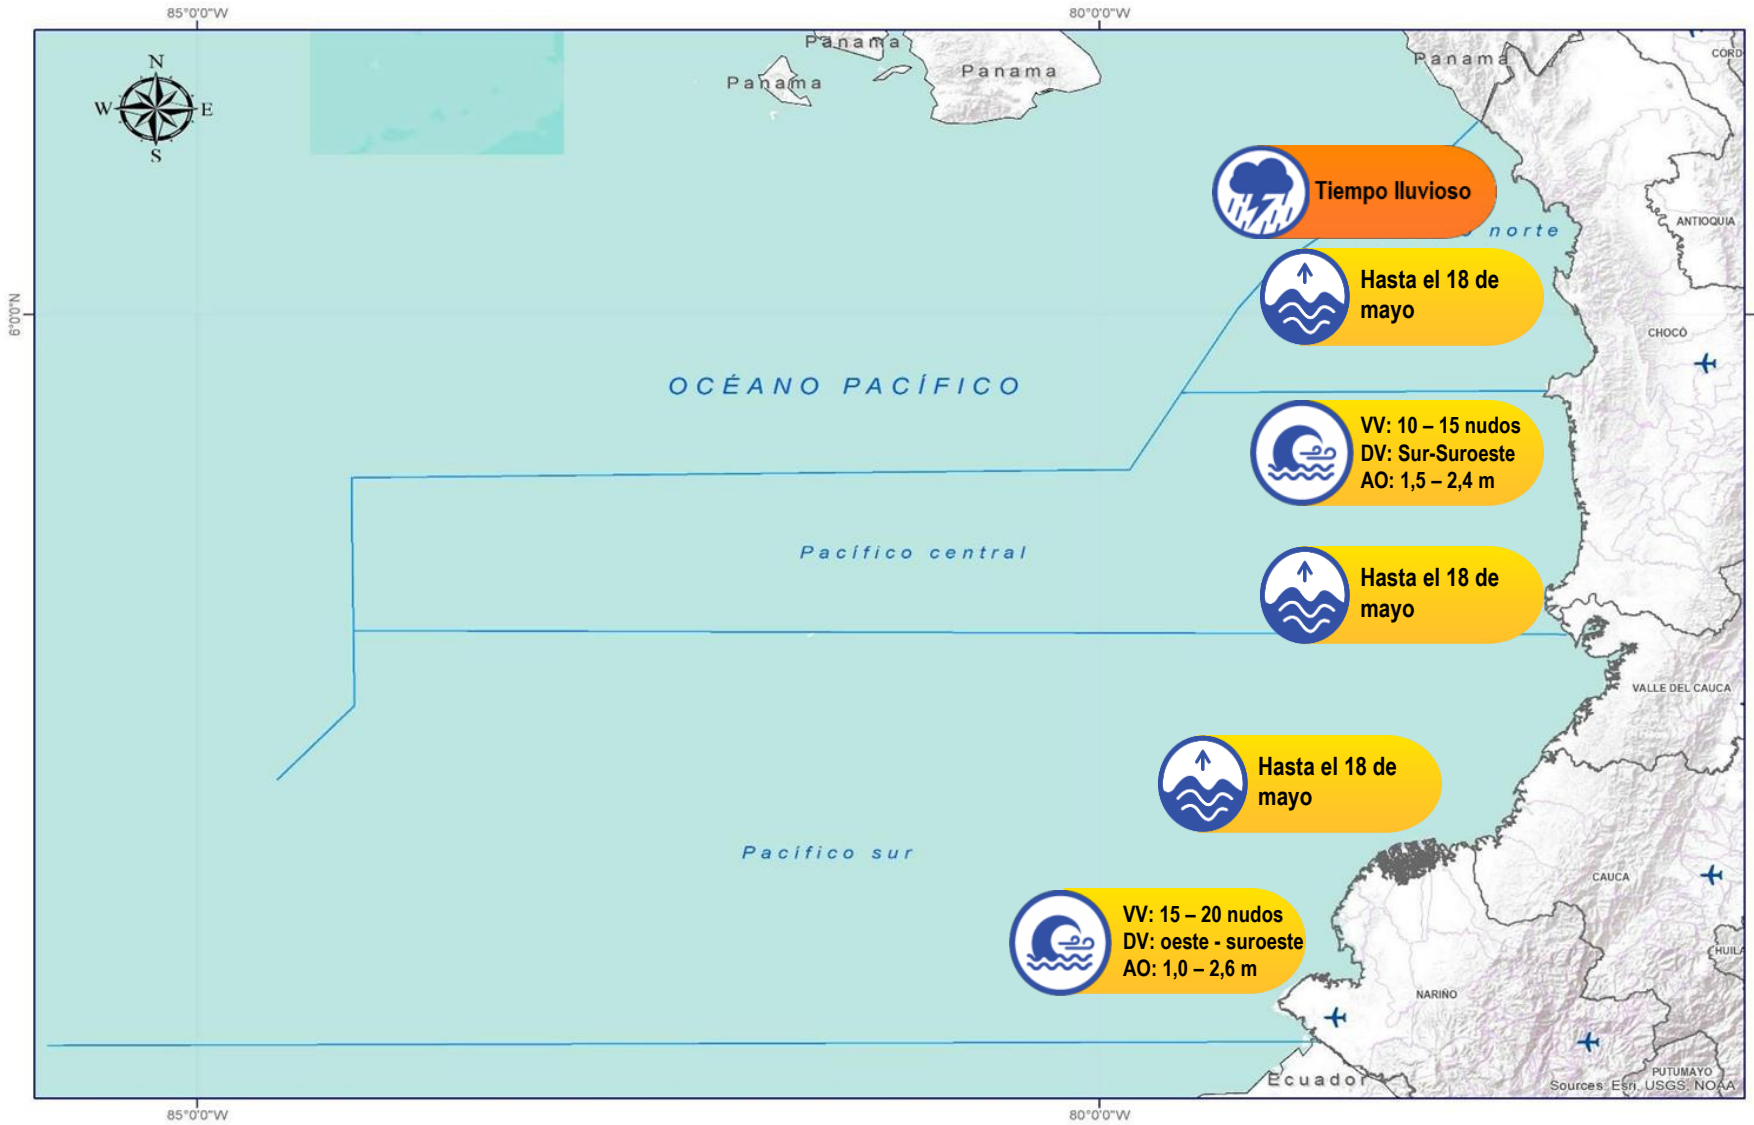 85°0'0"W
80°0'0"W
N
W
E
S
Panama
Panama
Panama
Panama
Tiempo lluvioso
norte
ANTIOQUIA
Hasta el 18 de
mayo
6°0'0"N
CHOCÓ
OCÉANO PACÍFICO
VV: 10 – 15 nudos
DV: Sur-Suroeste
AO: 1,5 – 2,4 m
Pacífico central
Hasta el 18 de
mayo
VALLE DEL CAUCA
Hasta el 18 de
mayo
Pacífico sur
CAUCA
VV: 15 – 20 nudos
DV: oeste - suroeste
AO: 1,0 – 2,6 m
HUILA
NARIÑO
Ecuador
PUTUMAYO
Sources: Esri, USGS, NOAA
85°0'0"W
80°0'0"W